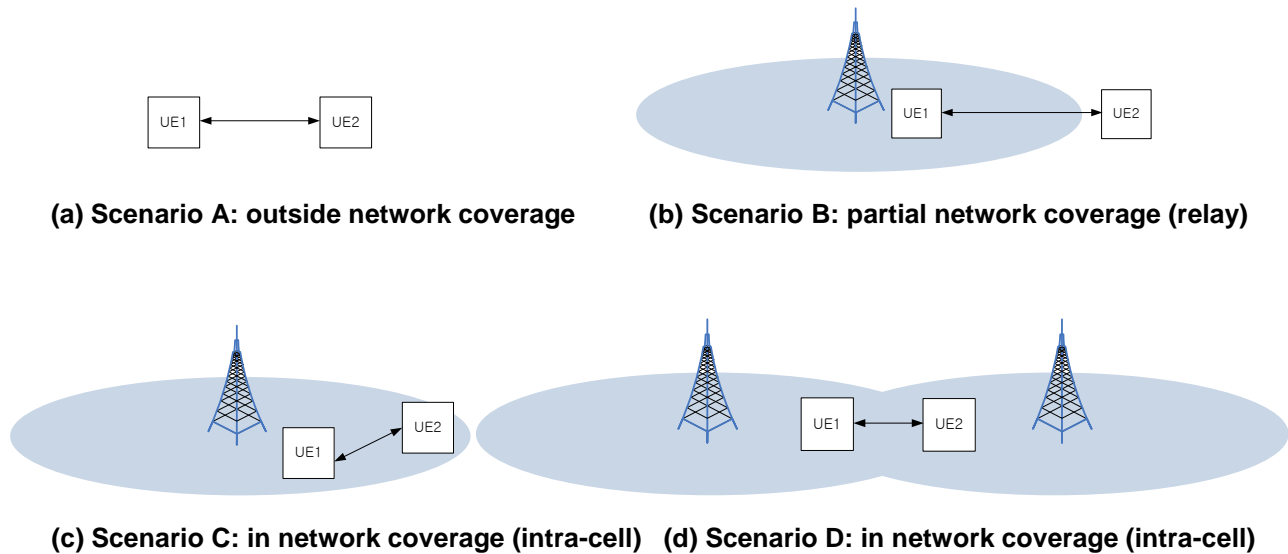 UE1
UE2
UE1
UE2
(a) Scenario A: outside network coverage
(b) Scenario B: partial network coverage (relay)
UE1
UE2
UE1
UE2
(c) Scenario C: in network coverage (intra-cell)
(d) Scenario D: in network coverage (intra-cell)